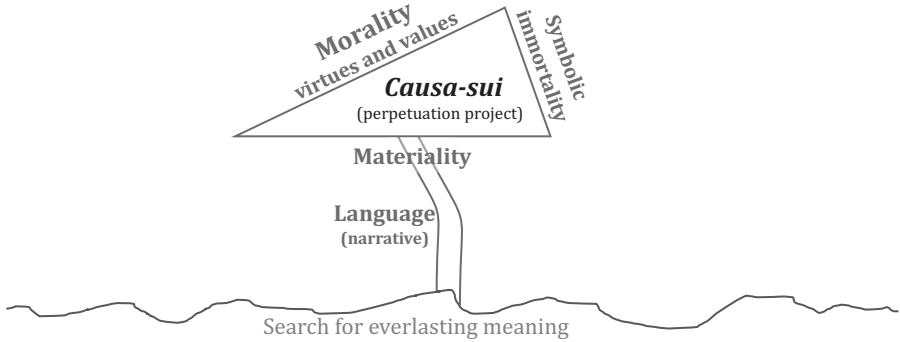 Morality
virtues and values
Symbolic
immortality
Causa-sui
(perpetuation project)
Materiality
Language
(narrative)
Search for everlasting meaning